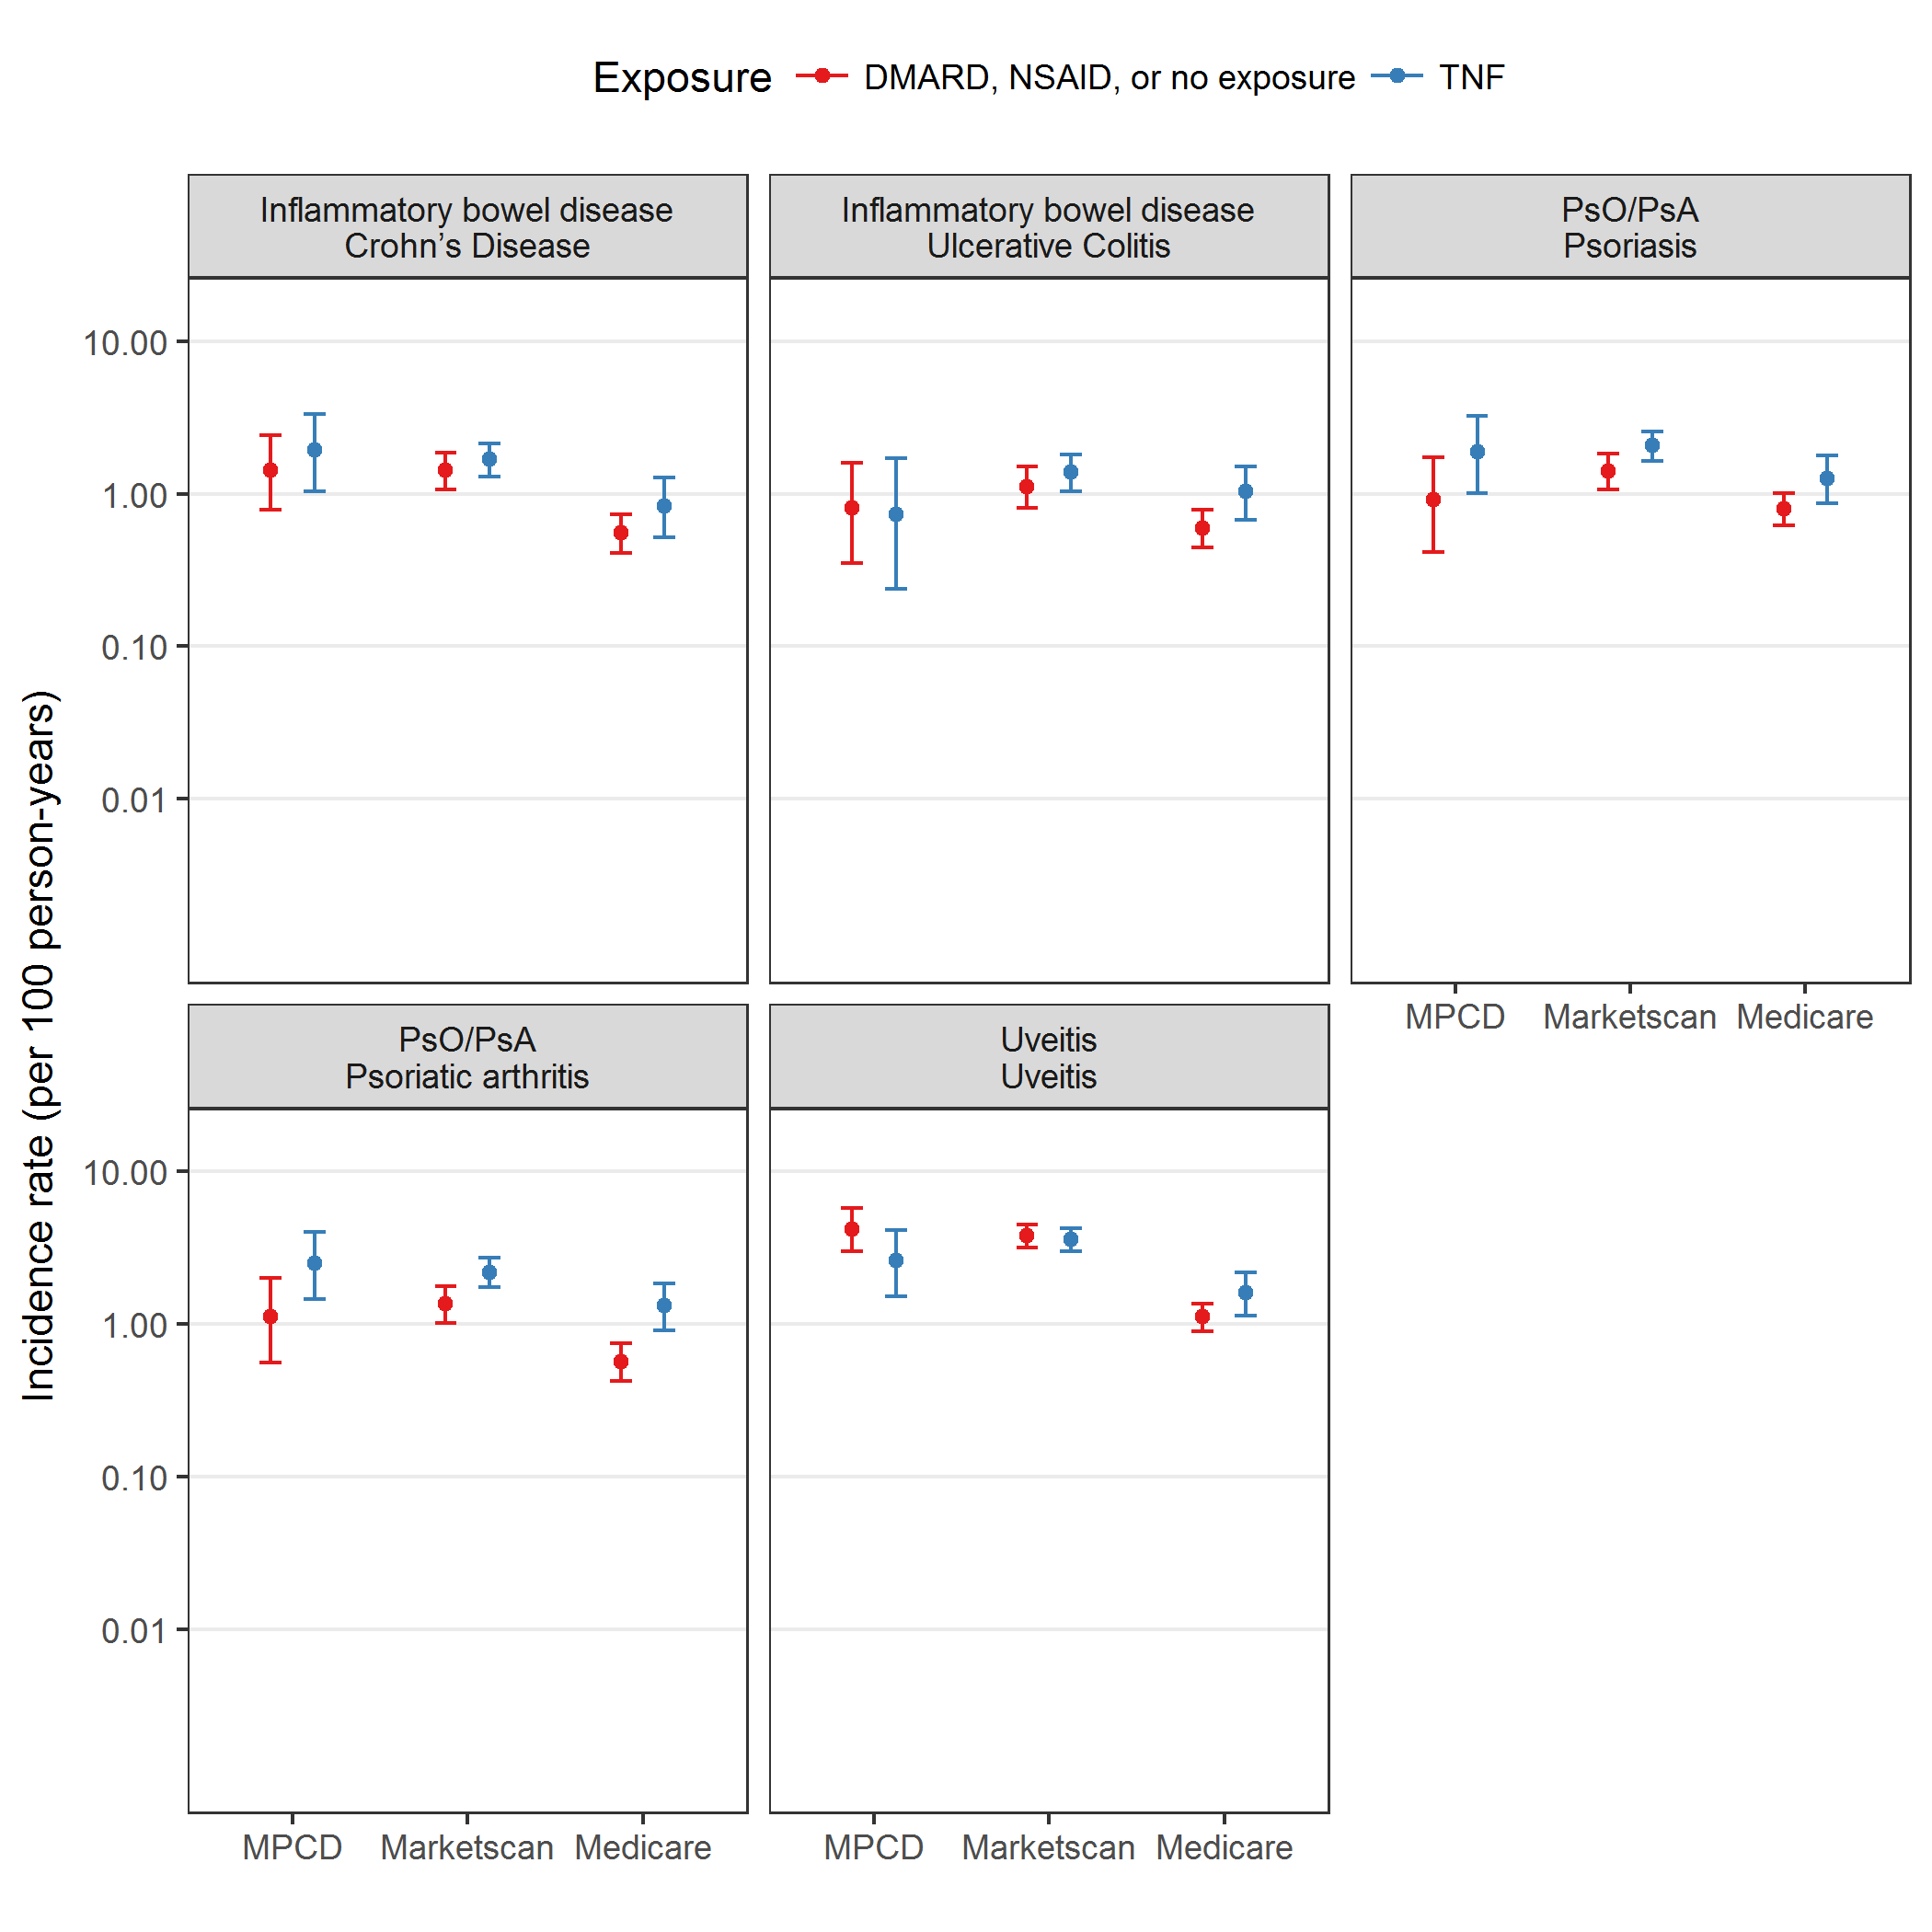 Exposure DMARD, NSAID, or no exposure TNF
Inflammatory bowel disease
Crohn’s Disease
Inflammatory bowel disease
Ulcerative Colitis
PsO/PsA
Psoriasis
10.00
1.00
0.10
0.01
MPCD Marketscan Medicare
Incidence rate (per 100 person-years)
PsO/PsA
Psoriatic arthritis
Uveitis
Uveitis
10.00
1.00
0.10
0.01
MPCD Marketscan Medicare
MPCD Marketscan Medicare